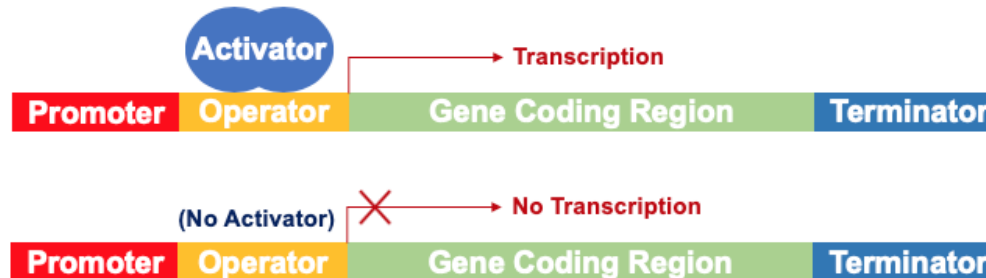 Activator
Transcription
Promoter Operator Gene Coding Region Terminator
(No Activator)
No Transcription
Promoter Operator Gene Coding Region Terminator